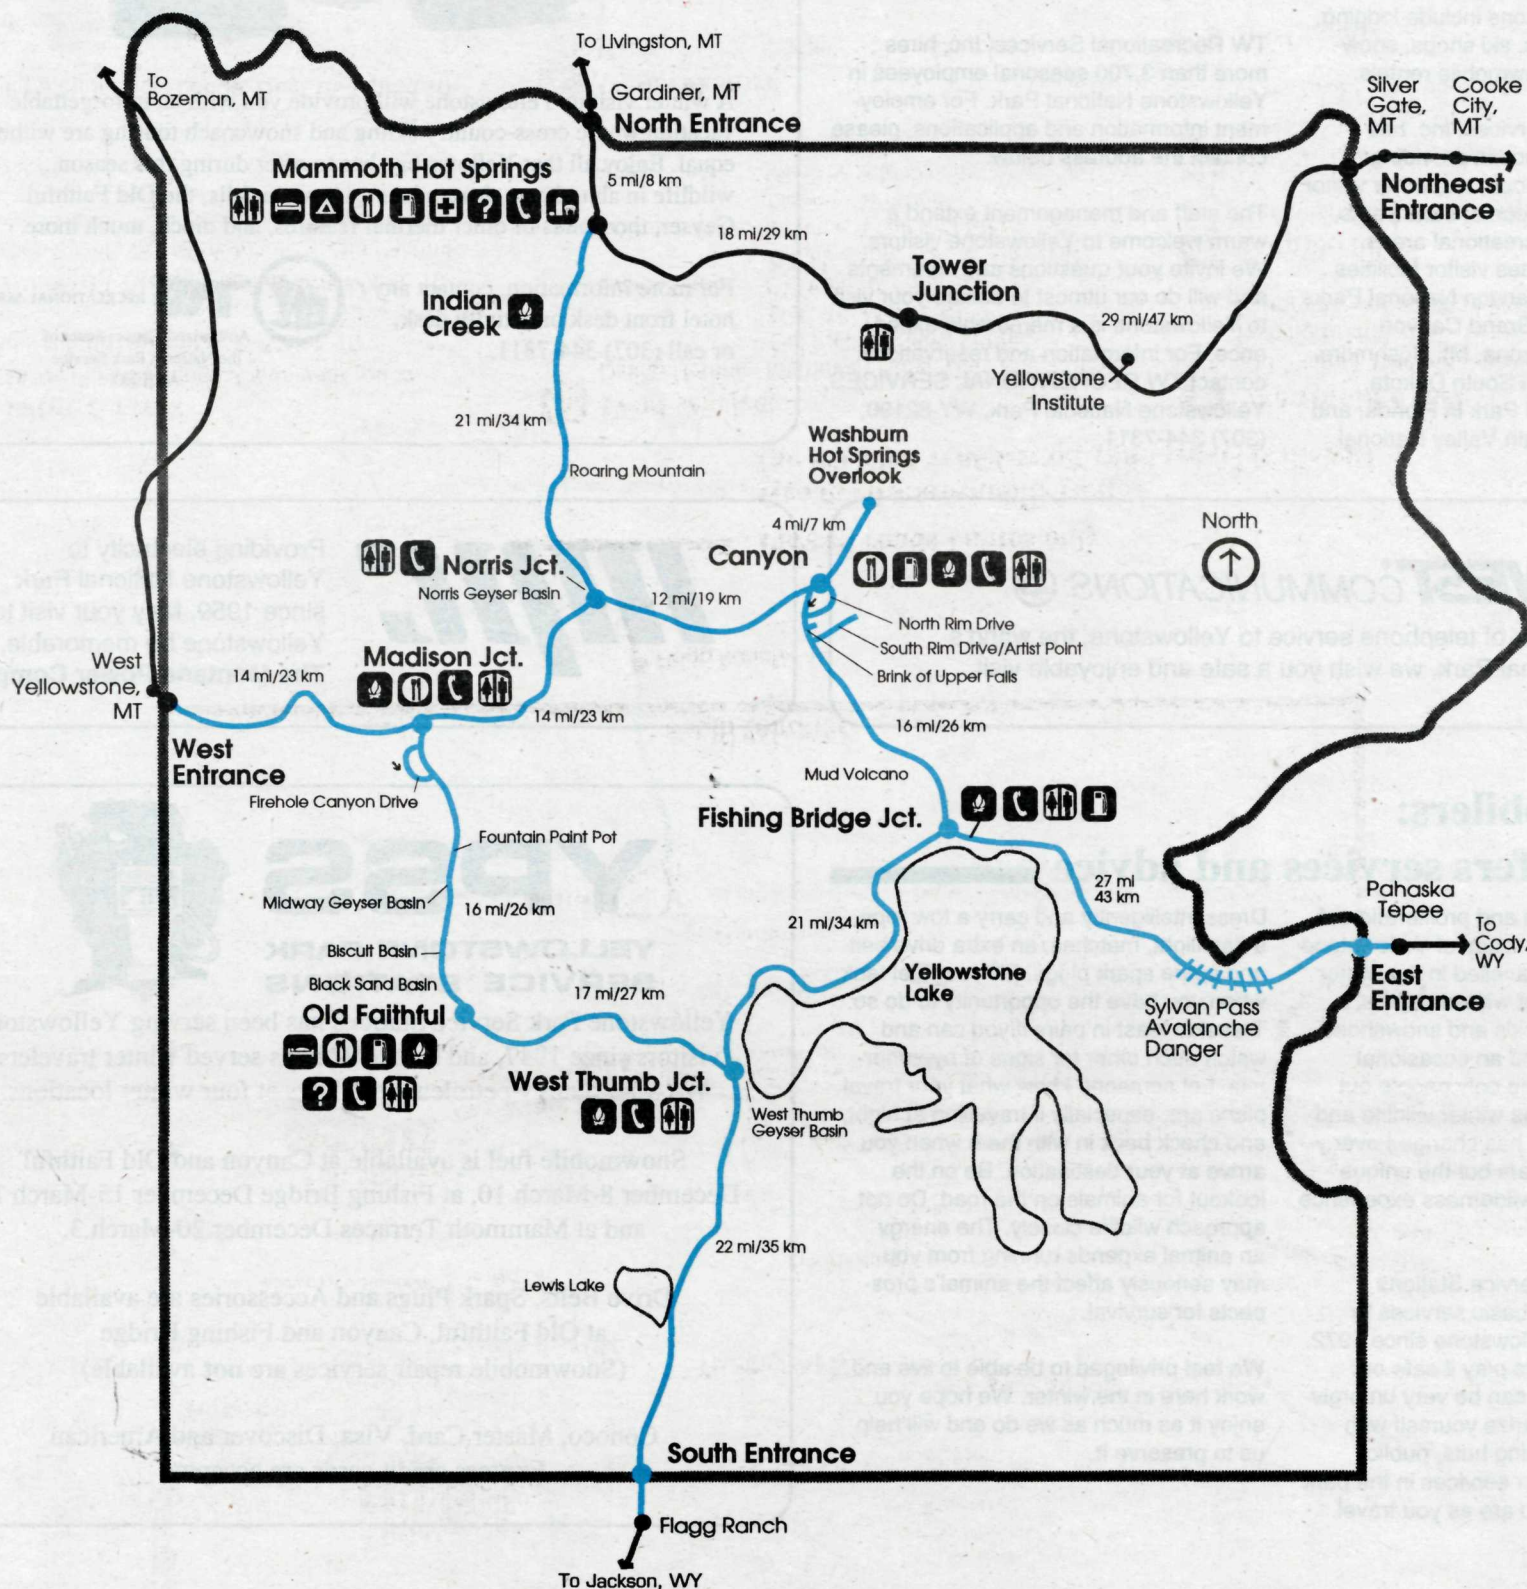 To Livingston, MT
To
Bozeman, MT
Gardiner, MT
North Entrance
Silver
Gate,
MT
Cooke
City,
MT
Northeast
Entrance
5 mi/8 km
Mammoth Hot Springs
?
18 mi/29 km
Tower
Junction
29 mi/47 km
Yellowstone
Institute
Indian
Creek
21 mi/34 km
Roaring Mountain
Washburn
Hot Springs
Overlook
4 mi/7 km
North
Canyon
Norris Jct.
Norris Geyser Basin
12 mi/19 km
North Rim Drive
South Rim Drive/Artist Point
Brink of Upper Falls
West
Yellowstone,
MT
14 mi/23 km
Madison Jct.
14 mi/23 km
16 mi/26 km
West
Entrance
Firehole Canyon Drive
Mud Volcano
Fishing Bridge Jct.
Fountain Paint Pot
Midway Geyser Basin
16 mi/26 km
27 mi
43 km
Pahaska
Tepee
To
Cody,
WY
21 mi/34 km
Biscutt Basin
Black Sand Basin
Old Faithful
?
17 mi/27 km
Yellowstone
Lake
East
Entrance
Sylvan Pass
Avalanche
Danger
West Thumb Jct.
West Thumb
Geyser Basin
22 mi/35 km
Lewis Lake
South Entrance
Flagg Ranch
To Jackson, WY